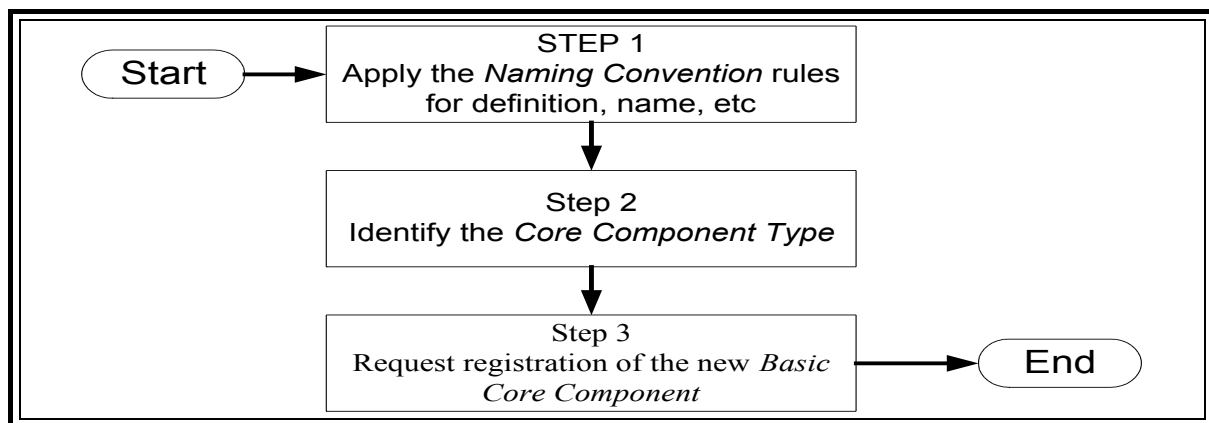 Start
STEP 1
Apply the Naming Convention rules
for definition, name, etc
Step 2
Identify the Core Component Type
Step 3
Request registration of the new Basic
Core Component
End